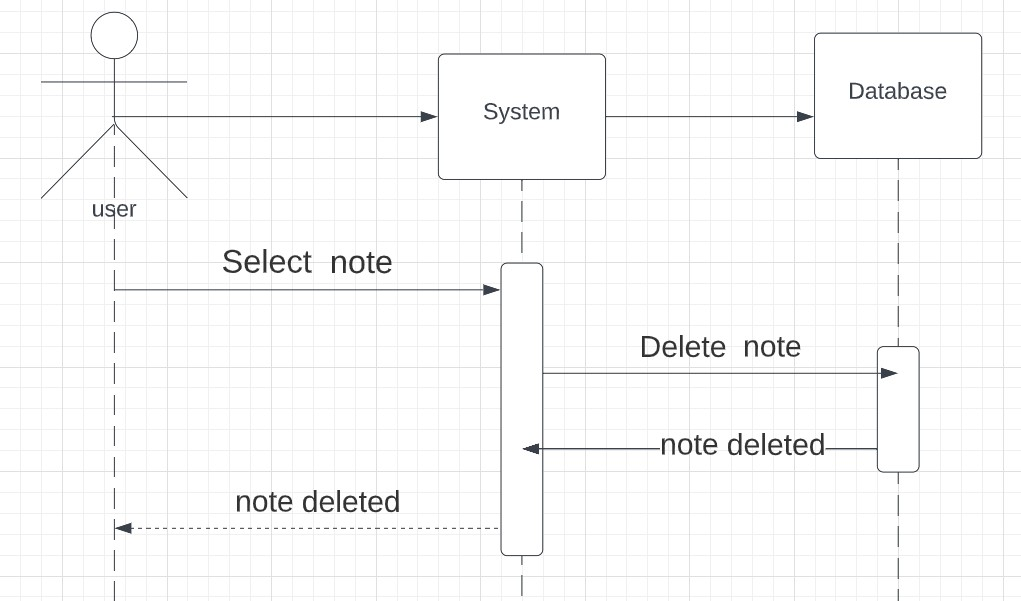 Database
System
user
Select note
Delete note
note deleted
note deleted